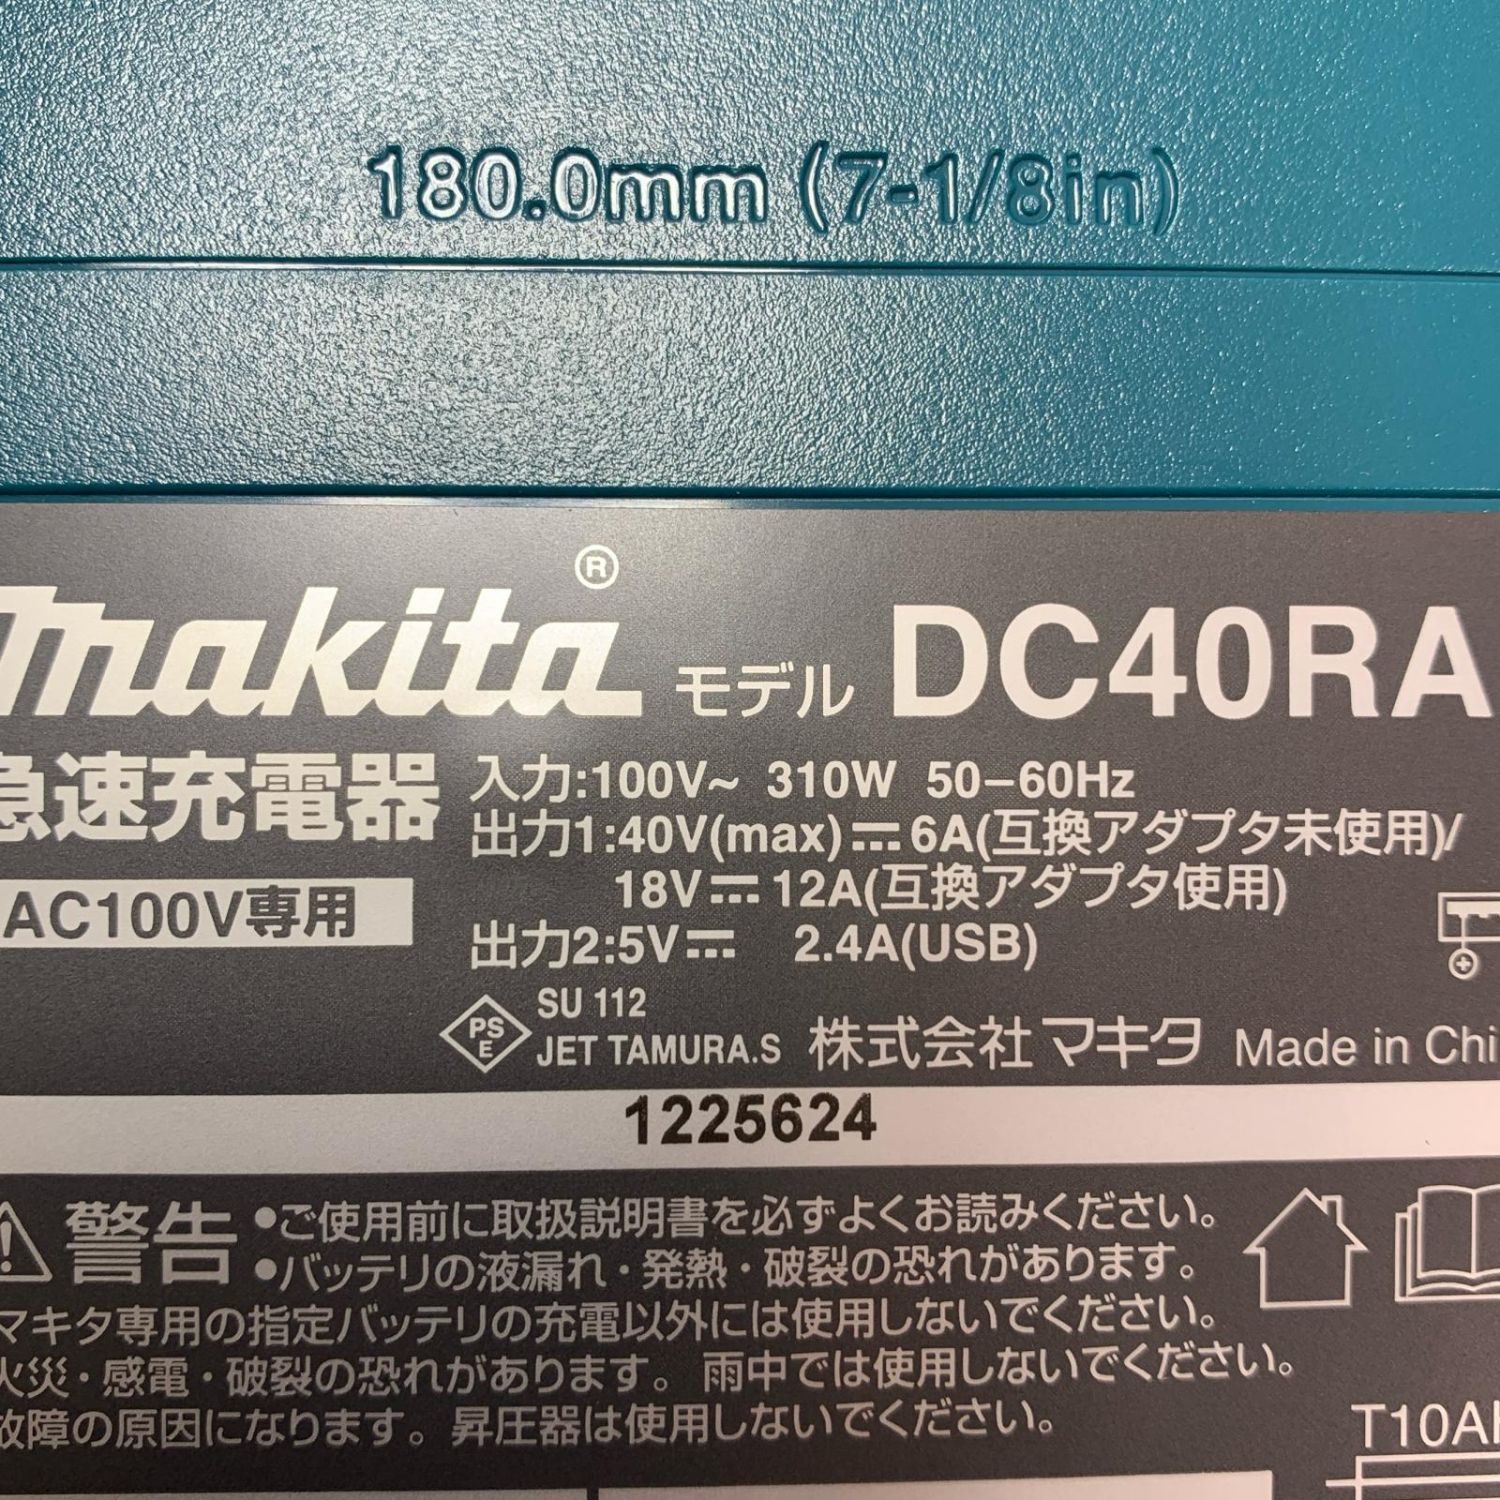 180.0mm (7-1/8in)
makita® モデル DC40RA
急速充電器
AC100V専用
入力:100V~ 310W 50–60Hz
出力1:40V(max)⎓6A(互換アダプタ未使用)/
18V⎓12A(互換アダプタ使用)
出力2:5V⎓ 2.4A(USB)
PS
E
SU 112
JET TAMURA.S 株式会社マキタ Made in Chi
1225624
警告 •ご使用前に取扱説明書を必ずよくお読みください。
•バッテリの液漏れ・発熱・破裂の恐れがあります。
マキタ専用の指定バッテリの充電以外には使用しないでください。
火災・感電・破裂の恐れがあります。雨中では使用しないでください。
故障の原因になります。昇圧器は使用しないでください。
T10A